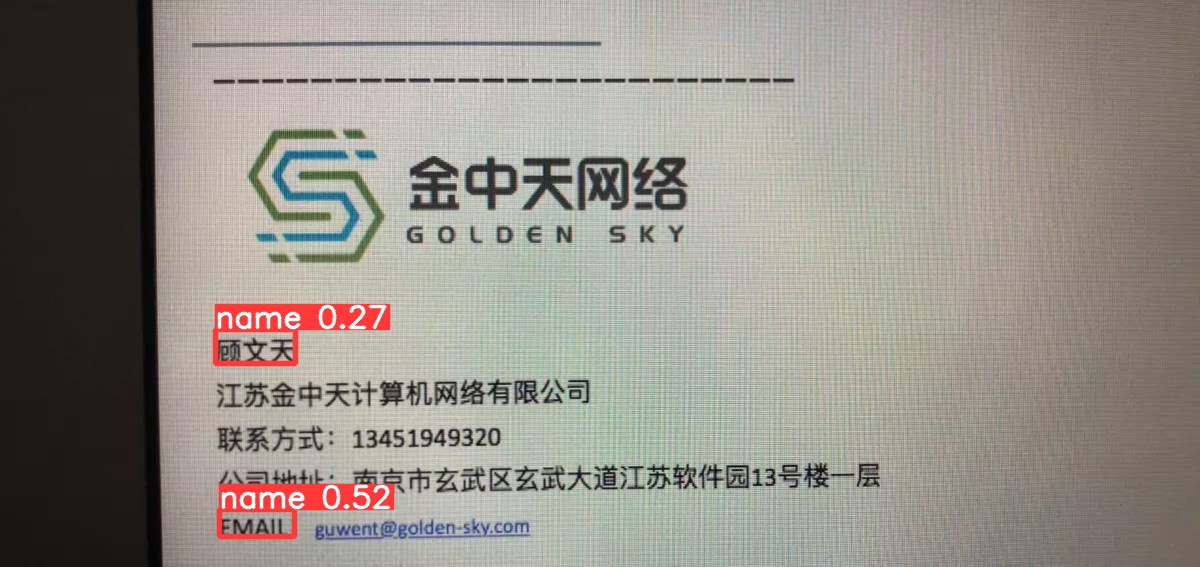 金中天网络
GOLDEN SKY
name 0.27
顾文天
江苏金中天计算机网络有限公司
联系方式：13451949320
公司地址：南京市玄武区玄武大道江苏软件园13号楼一层
name 0.52
EMAIL guwent@golden-sky.com